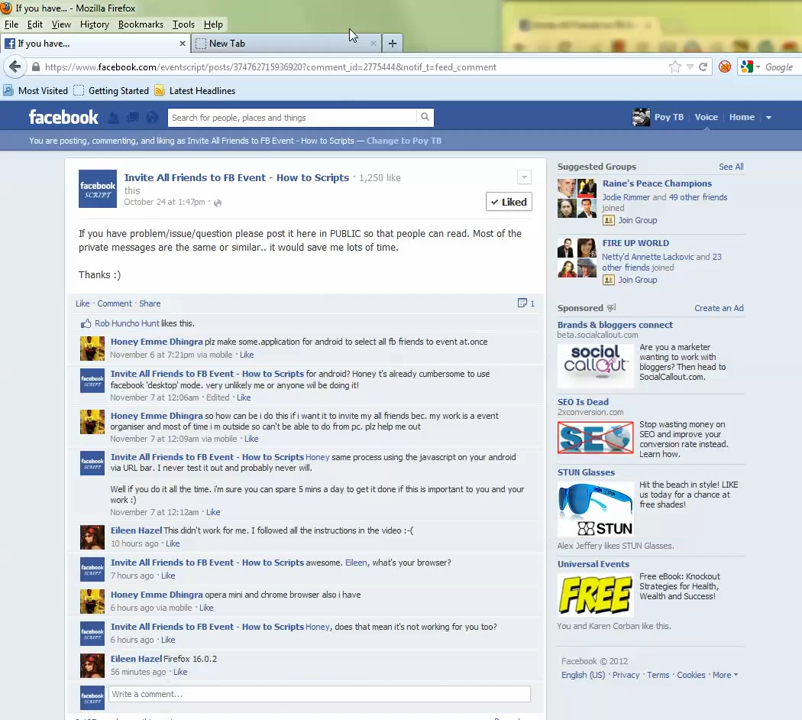 If you have... - Mozilla Firefox
File Edit View History Bookmarks Tools Help
If you have... × New Tab × +
https://www.facebook.com/eventscript/posts/374762715936920?comment_id=2775444&notif_t=feed_comment Google
Most Visited Getting Started Latest Headlines
facebook Search for people, places and things Poy TB Voice Home
You are posting, commenting, and liking as Invite All Friends to FB Event - How to Scripts — Change to Poy TB
facebook
SCRIPT
Invite All Friends to FB Event - How to Scripts · 1,250 like
this
October 24 at 1:47pm ·
✓ Liked
If you have problem/issue/question please post it here in PUBLIC so that people can read. Most of the
private messages are the same or similar.. it would save me lots of time.
Thanks :)
Like · Comment · Share 1
Rob Huncho Hunt likes this.
Honey Emme Dhingra plz make some.application for android to select all fb friends to event at.once
November 6 at 7:21pm via mobile · Like
Invite All Friends to FB Event - How to Scripts for android? Honey t's already cumbersome to use
facebook 'desktop' mode. very unlikely me or anyone wil be doing it!
November 7 at 12:06am · Edited · Like
Honey Emme Dhingra so how can be i do this if i want it to invite my all friends bec. my work is a event
organiser and most of time i m outside so can't be able to do from pc. plz help me out
November 7 at 12:09am via mobile · Like
Invite All Friends to FB Event - How to Scripts Honey same process using the javascript on your android
via URL bar. I never test it out and probably never will.
Well if you do it all the time. i'm sure you can spare 5 mins a day to get it done if this is important to you and your
work :)
November 7 at 12:12am · Like
Eileen Hazel This didn't work for me. I followed all the instructions in the video :-(
10 hours ago · Like
Invite All Friends to FB Event - How to Scripts awesome. Eileen, what's your browser?
7 hours ago · Like
Honey Emme Dhingra opera mini and chrome browser also i have
6 hours ago via mobile · Like
Invite All Friends to FB Event - How to Scripts Honey, does that mean it's not working for you too?
6 hours ago · Like
Eileen Hazel Firefox 16.0.2
56 minutes ago · Like
Write a comment...
Suggested Groups See All
Raine's Peace Champions
Jodie Rimmer and 49 other friends
joined
Join Group
FIRE UP WORLD
Netty'd Annette Lackovic and 23
other friends joined
Join Group
Sponsored Create an Ad
Brands & bloggers connect
beta.socialcallout.com
social
callout
Are you a marketer
wanting to work with
bloggers? Then head to
SocialCallout.com.
SEO Is Dead
2xconversion.com
SEO
Stop wasting money on
SEO and improve your
conversion rate instead.
Learn how.
STUN Glasses
STUN
Hit the beach in style! LIKE
us today for a chance at
free shades!
Alex Jeffery likes STUN Glasses.
Universal Events
FREE
Free eBook: Knockout
Strategies for Health,
Wealth and Success!
You and Karen Corban like this.
Facebook © 2012
English (US) · Privacy · Terms · Cookies · More